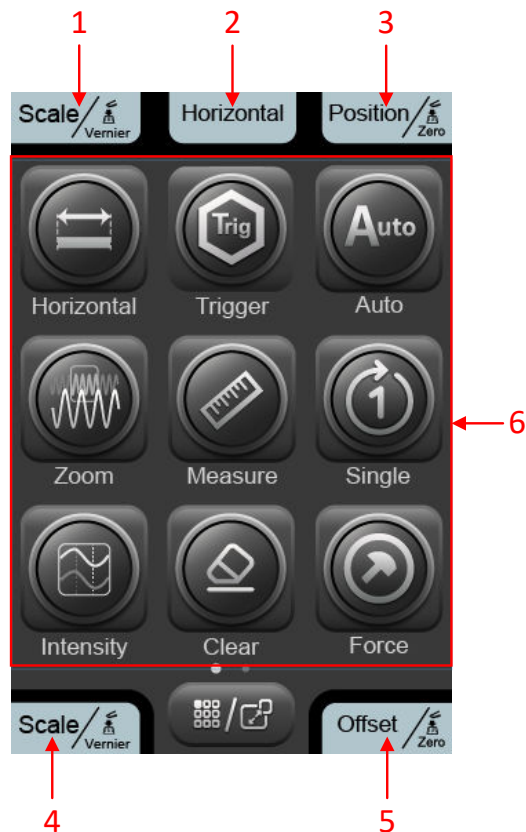 1 2 3
Scale/Vernier Horizontal Position/Zero
Trig Auto
Horizontal Trigger Auto
1
6
Zoom Measure Single
Intensity Clear Force
Scale/Vernier / Offset/Zero
4 5